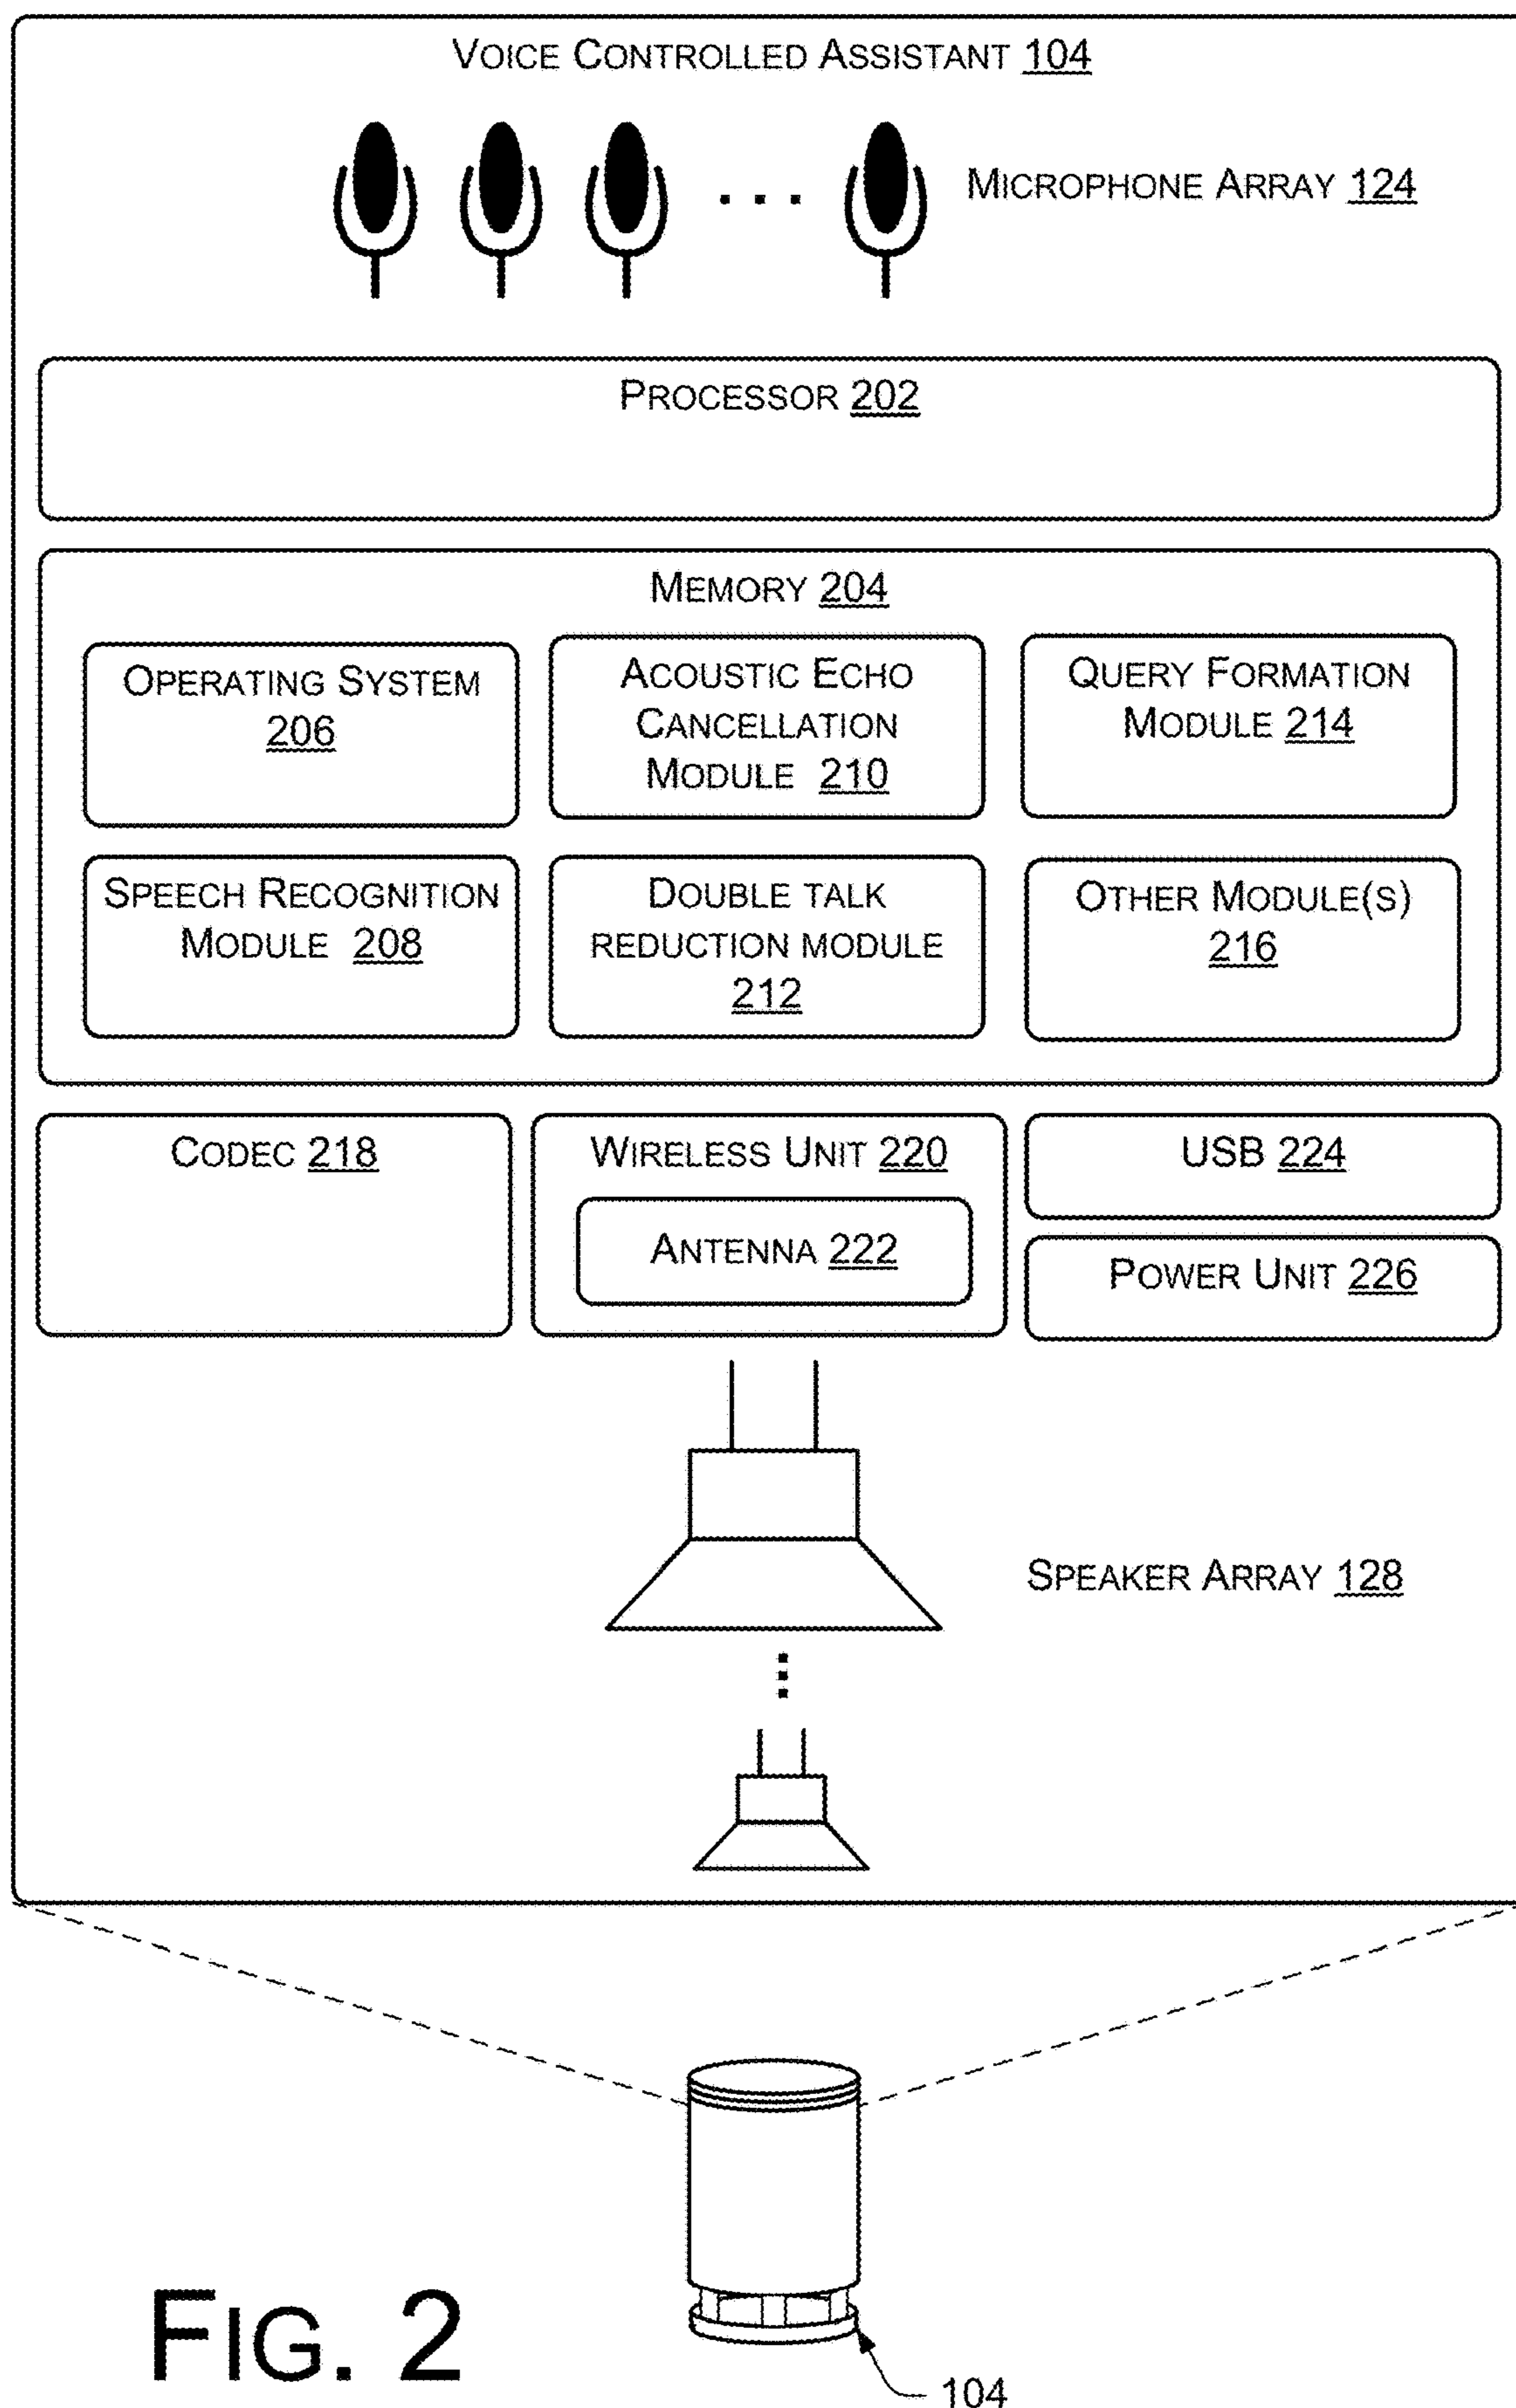 VOICE CONTROLLED ASSISTANT 104
MICROPHONE ARRAY 124
PROCESSOR 202
MEMORY 204
OPERATING SYSTEM
206
ACOUSTIC ECHO
CANCELLATION
MODULE 210
QUERY FORMATION
MODULE 214
SPEECH RECOGNITION
MODULE 208
DOUBLE TALK
REDUCTION MODULE
212
OTHER MODULE(S)
216
CODEC 218
WIRELESS UNIT 220
ANTENNA 222
USB 224
POWER UNIT 226
SPEAKER ARRAY 128
FIG. 2
104